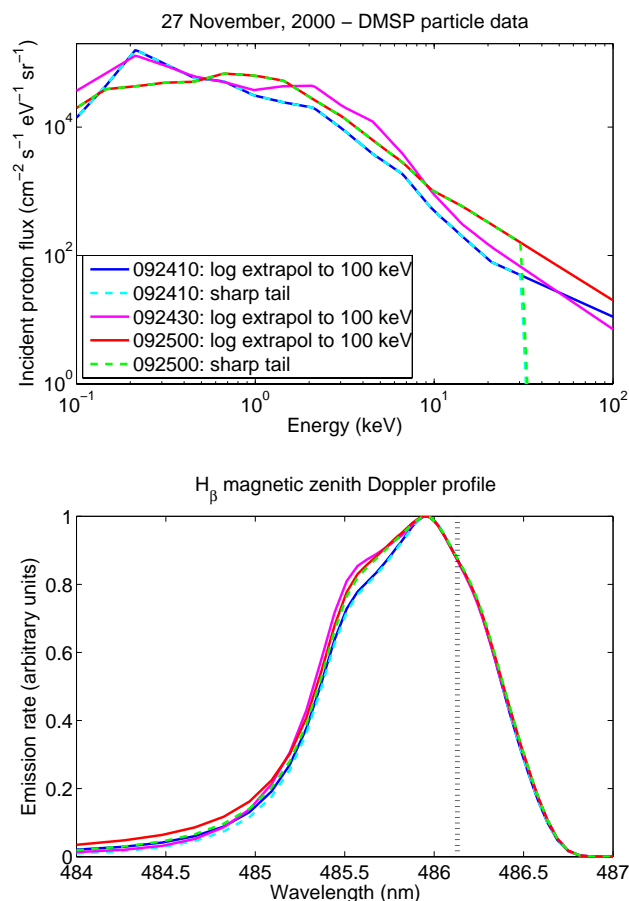 27 November, 2000 – DMSP particle data
Incident proton flux (cm⁻² s⁻¹ eV⁻¹ sr⁻¹)
10⁴
10²
10⁰
092410: log extrapol to 100 keV
092410: sharp tail
092430: log extrapol to 100 keV
092500: log extrapol to 100 keV
092500: sharp tail
10⁻¹ 10⁰ 10¹ 10²
Energy (keV)
Hβ magnetic zenith Doppler profile
Emission rate (arbitrary units)
1
0.8
0.6
0.4
0.2
0
484 484.5 485 485.5 486 486.5 487
Wavelength (nm)